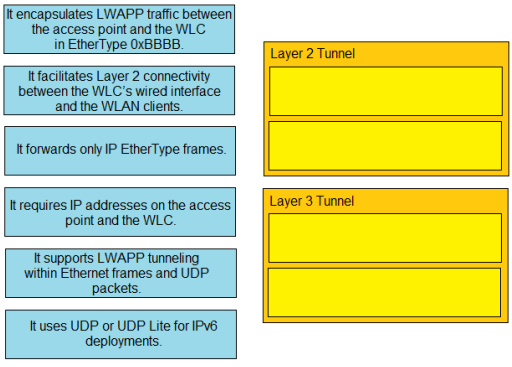 It encapsulates LWAPP traffic between
the access point and the WLC
in EtherType 0xBBBB.
It facilitates Layer 2 connectivity
between the WLC's wired interface
and the WLAN clients.
It forwards only IP EtherType frames.
It requires IP addresses on the access
point and the WLC.
It supports LWAPP tunneling
within Ethernet frames and UDP
packets.
It uses UDP or UDP Lite for IPv6
deployments.
Layer 2 Tunnel
Layer 3 Tunnel